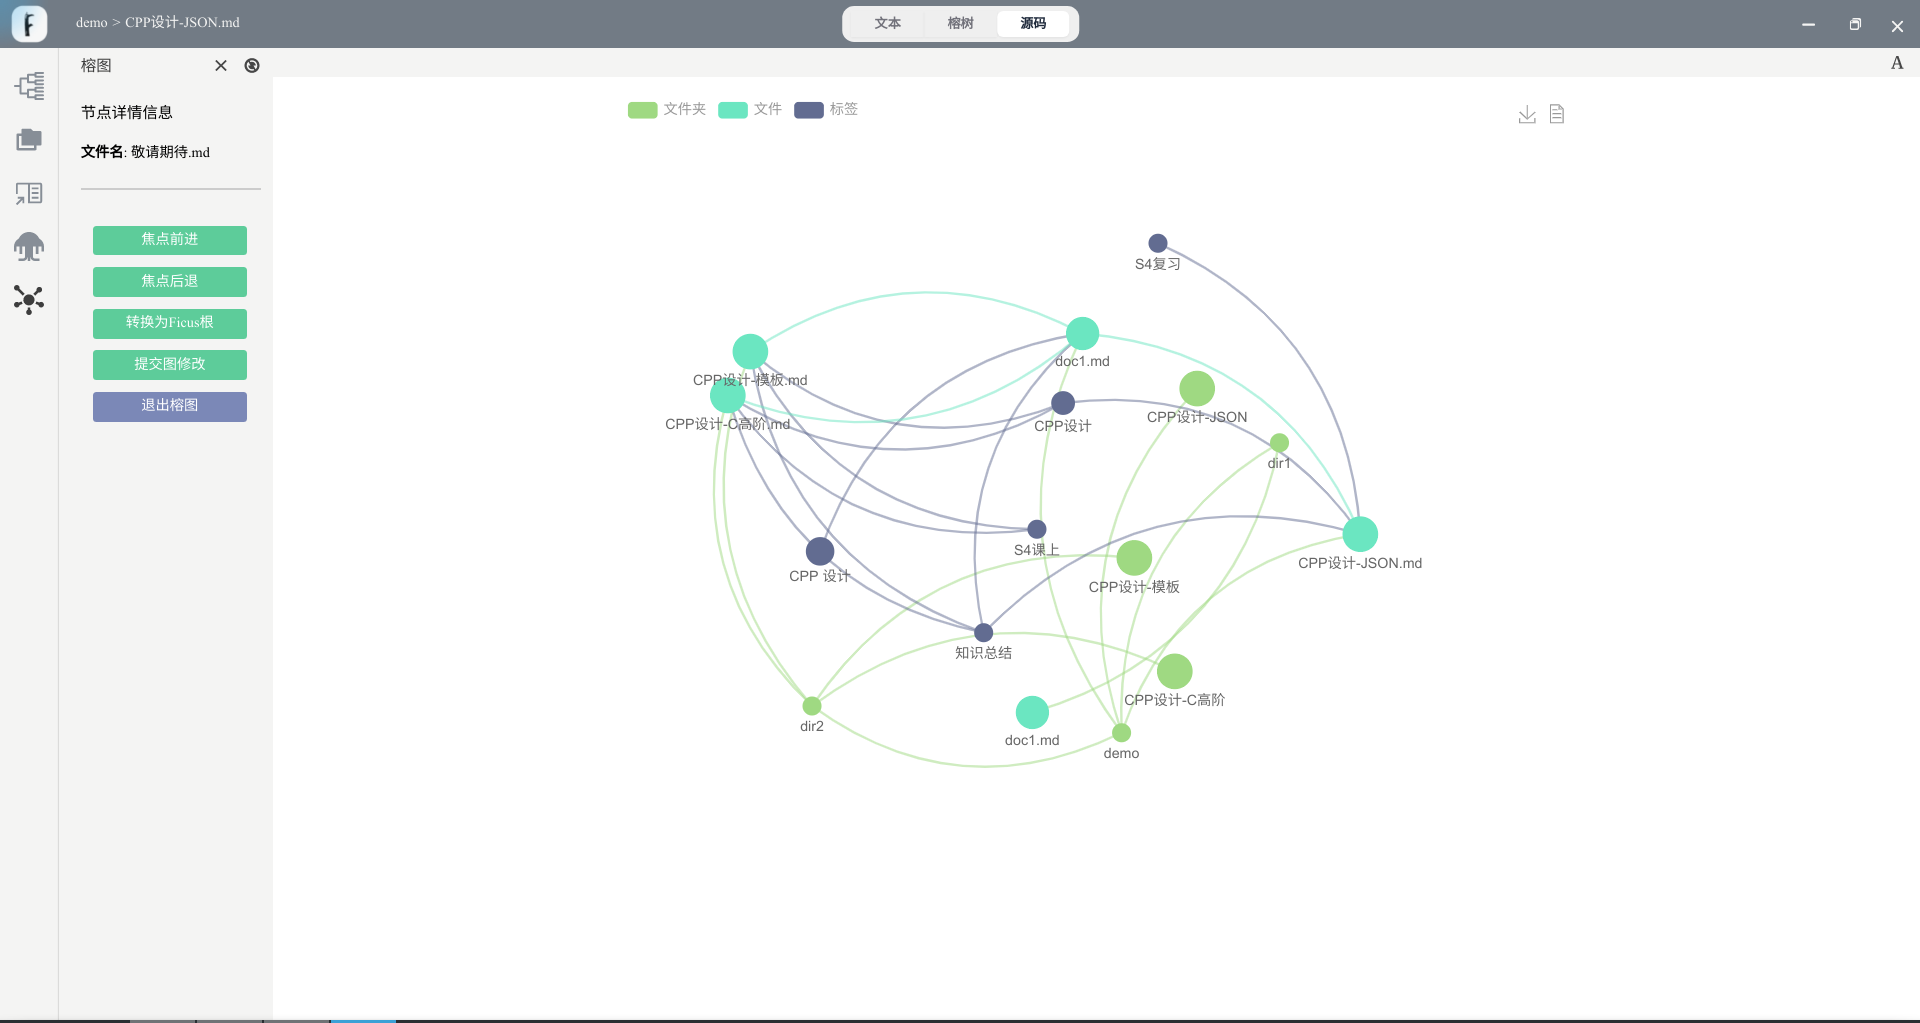 demo > CPP设计-JSON.md
文本
榕树
源码
榕图
A
节点详情信息
文件名: 敬请期待.md
焦点前进
焦点后退
转换为Ficus根
提交图修改
退出榕图
文件夹
文件
标签
S4复习
doc1.md
CPP设计-模板.md
CPP设计-C高阶.md
CPP设计
CPP设计-JSON
dir1
S4课上
CPP 设计
CPP设计-模板
CPP设计-JSON.md
知识总结
CPP设计-C高阶
dir2
doc1.md
demo